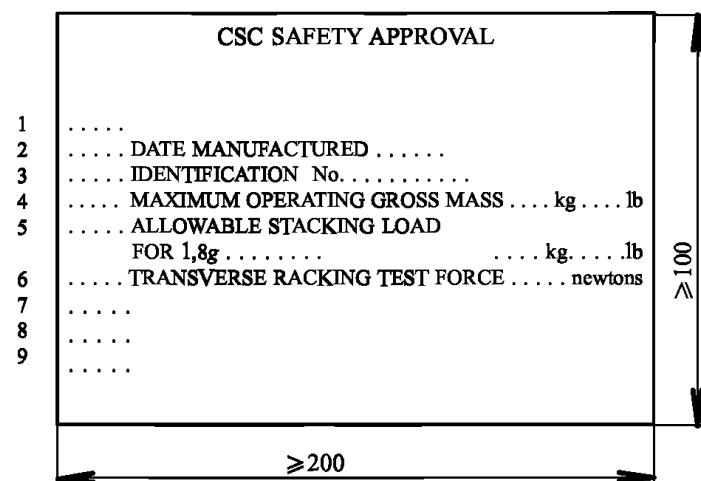 CSC SAFETY APPROVAL
1 .....
2 ..... DATE MANUFACTURED ......
3 ..... IDENTIFICATION No...........
4 ..... MAXIMUM OPERATING GROSS MASS ....kg ....lb
5 ..... ALLOWABLE STACKING LOAD
FOR 1,8g ........ ....kg.....lb
6 ..... TRANSVERSE RACKING TEST FORCE ..... newtons
7 .....
8 .....
9 .....
≥100
≥200